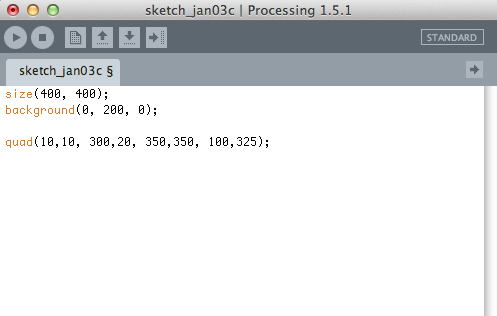 sketch_jan03c | Processing 1.5.1
STANDARD
sketch_jan03c §
size(400, 400);
background(0, 200, 0);
quad(10,10, 300,20, 350,350, 100,325);